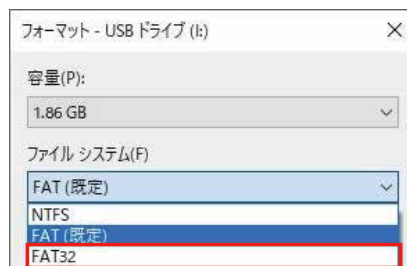 フォーマット - USB ドライブ (I:)
容量(P):
1.86 GB
ファイル システム(F)
FAT (既定)
NTFS
FAT (既定)
FAT32